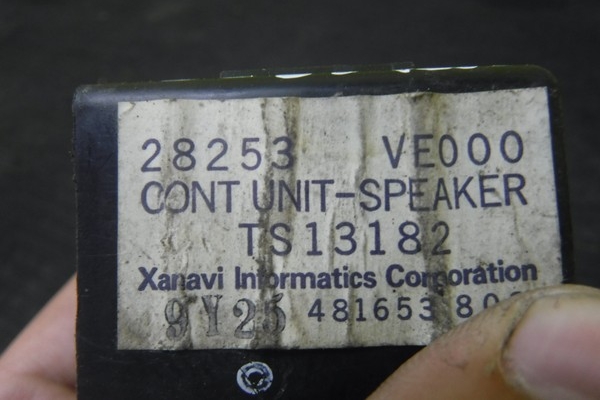 28253 VE000
CONT UNIT-SPEAKER
TS13182
Xanavi Informatics Corporation
9Y25 481653